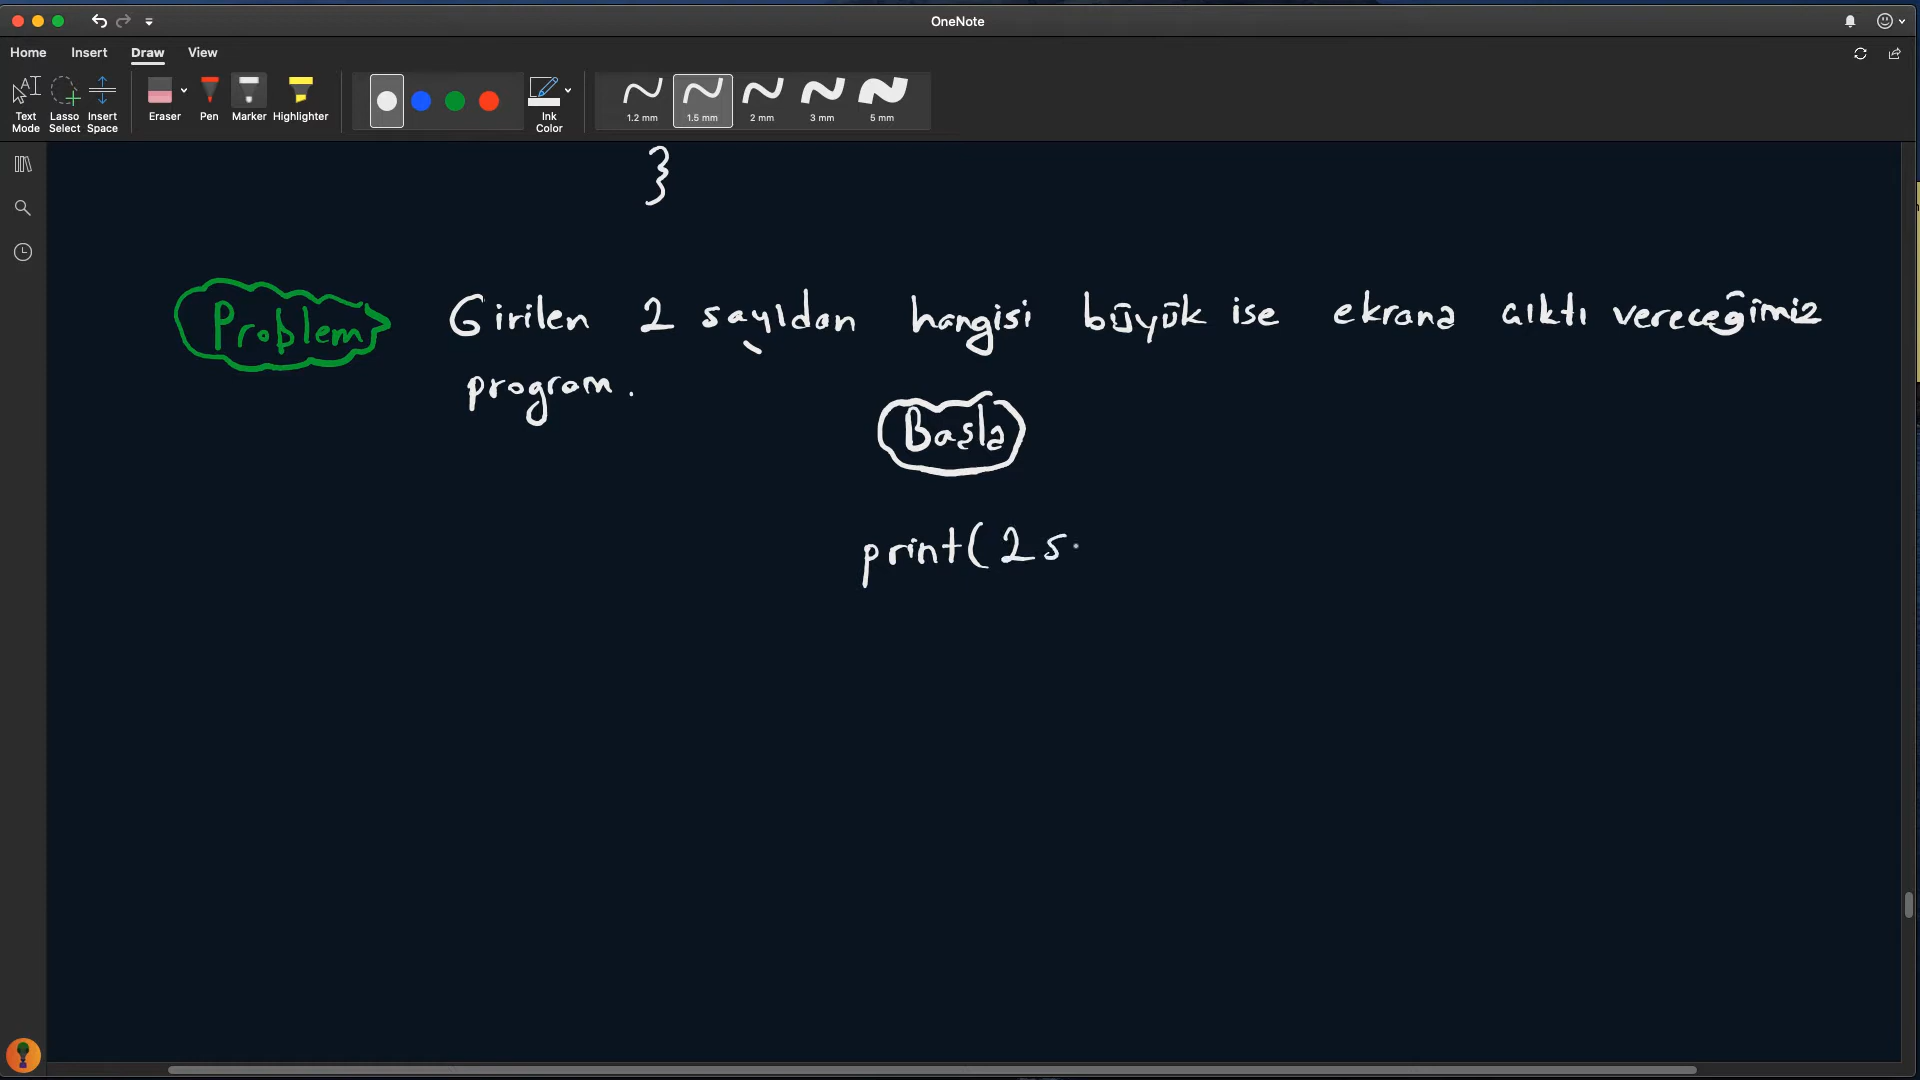 OneNote
Home Insert Draw View
Text Mode
Lasso Select
Insert Space
Eraser
Pen
Marker
Highlighter
Ink Color
1.2 mm
1.5 mm
2 mm
3 mm
5 mm
}
Problem
Girilen 2 sayıdan hangisi büyük ise ekrana çıktı vereceğimiz
program.
Başla
print( 2 s